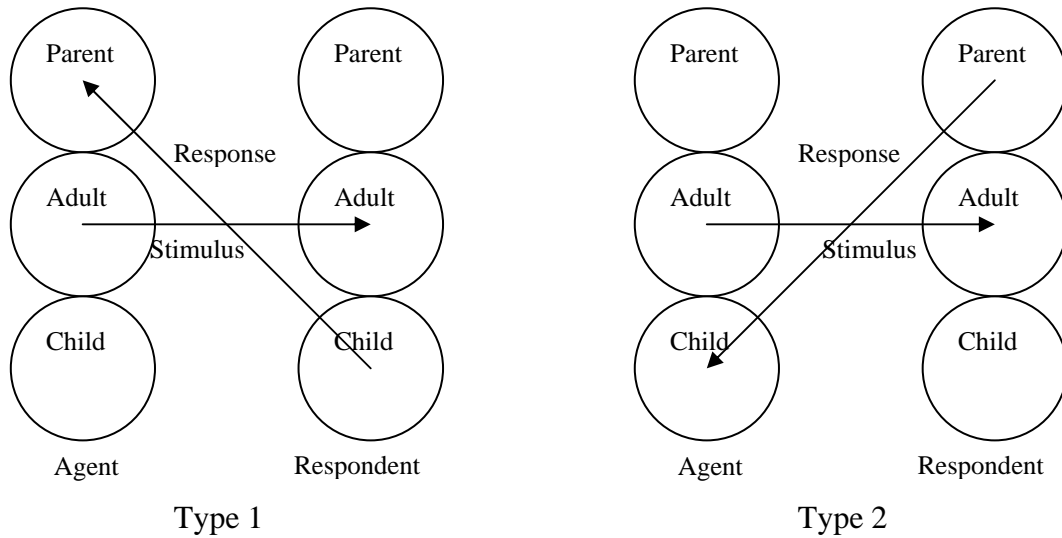 Parent
Parent
Response
Adult
Adult
Stimulus
Child
Child
Agent
Respondent
Type 1
Parent
Parent
Response
Adult
Adult
Stimulus
Child
Child
Agent
Respondent
Type 2